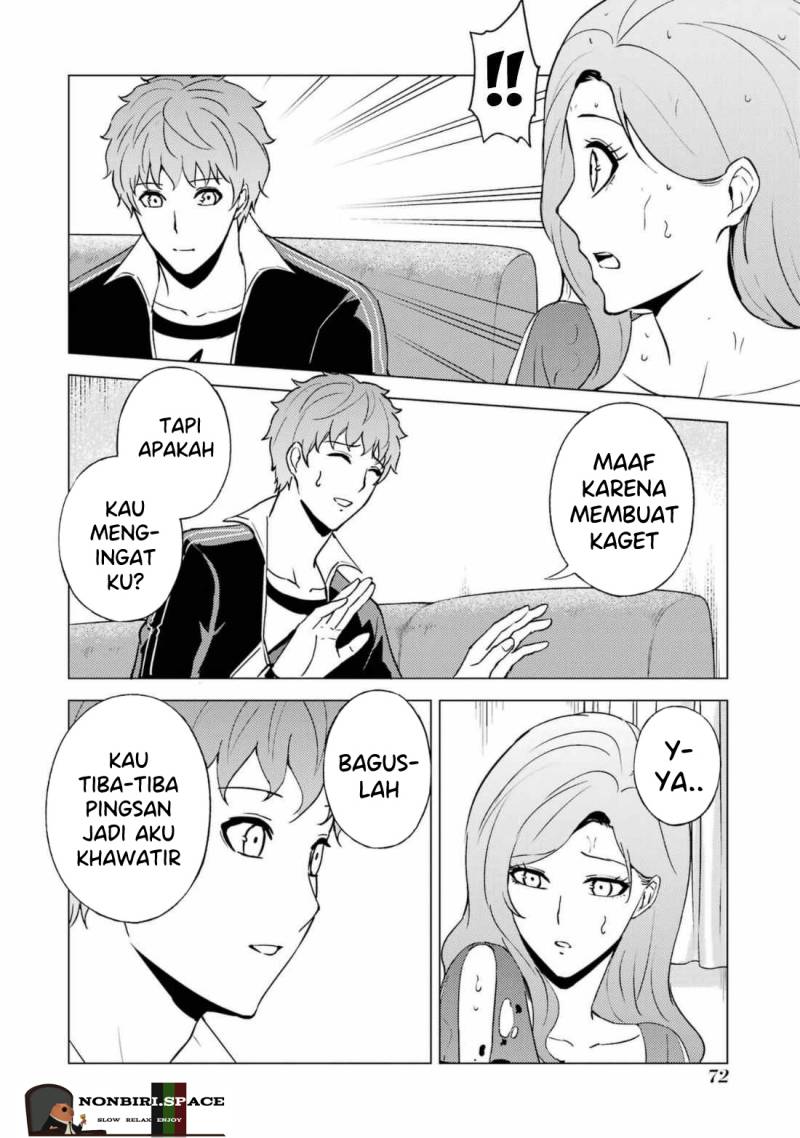 !!
MAAF
KARENA
MEMBUAT
KAGET
TAPI
APAKAH
KAU
MENG-
INGAT
KU?
Y-
YA..
BAGUS-
LAH
KAU
TIBA-TIBA
PINGSAN
JADI AKU
KHAWATIR
72
NONBIRI.SPACE
SLOW RELAX ENJOY